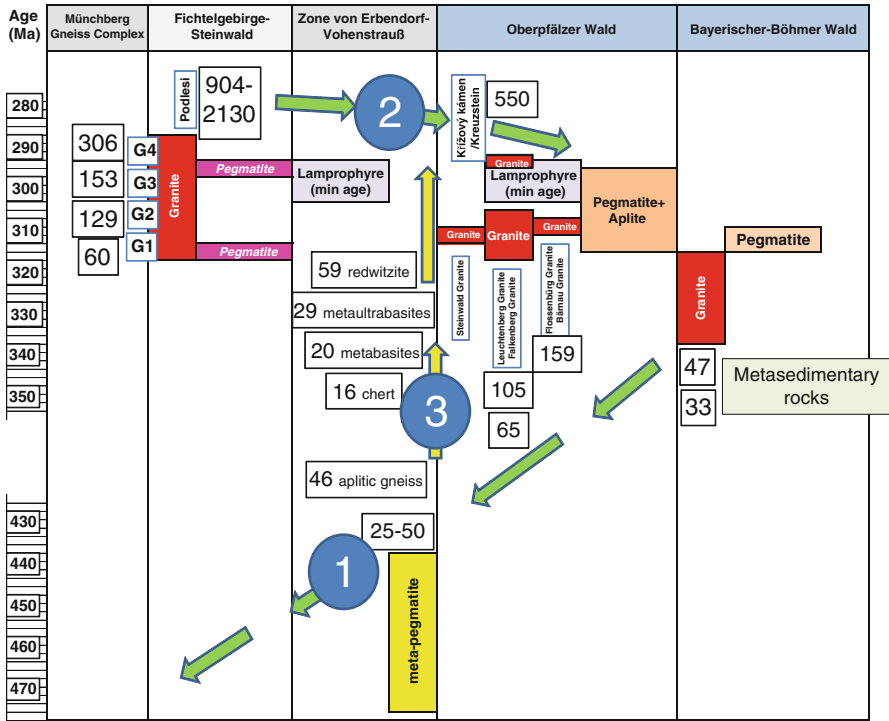 Age
(Ma)
Münchberg
Gneiss Complex
Fichtelgebirge-
Steinwald
Zone von Erbendorf-
Vohenstrauß
Oberpfälzer Wald
Bayerischer-Böhmer Wald
280
290
300
310
320
330
340
350
430
440
450
460
470
306
153
129
60
G4
G3
G2
G1
Granite
Podlesi
904-
2130
Pegmatite
Pegmatite
2
Lamprophyre
(min age)
59 redwitzite
29 metaultrabasites
20 metabasites
16 chert
3
46 aplitic gneiss
25-50
1
meta-pegmatite
Křížový kámen
/Kreuzstein
550
Granite
Lamprophyre
(min age)
Granite
Granite
Granite
Pegmatite+
Aplite
Steinwald Granite
Leuchtenberg Granite
Falkenberg Granite
Flossenbürg Granite
Bärnau Granite
159
105
65
Pegmatite
Granite
47
33
Metasedimentary
rocks